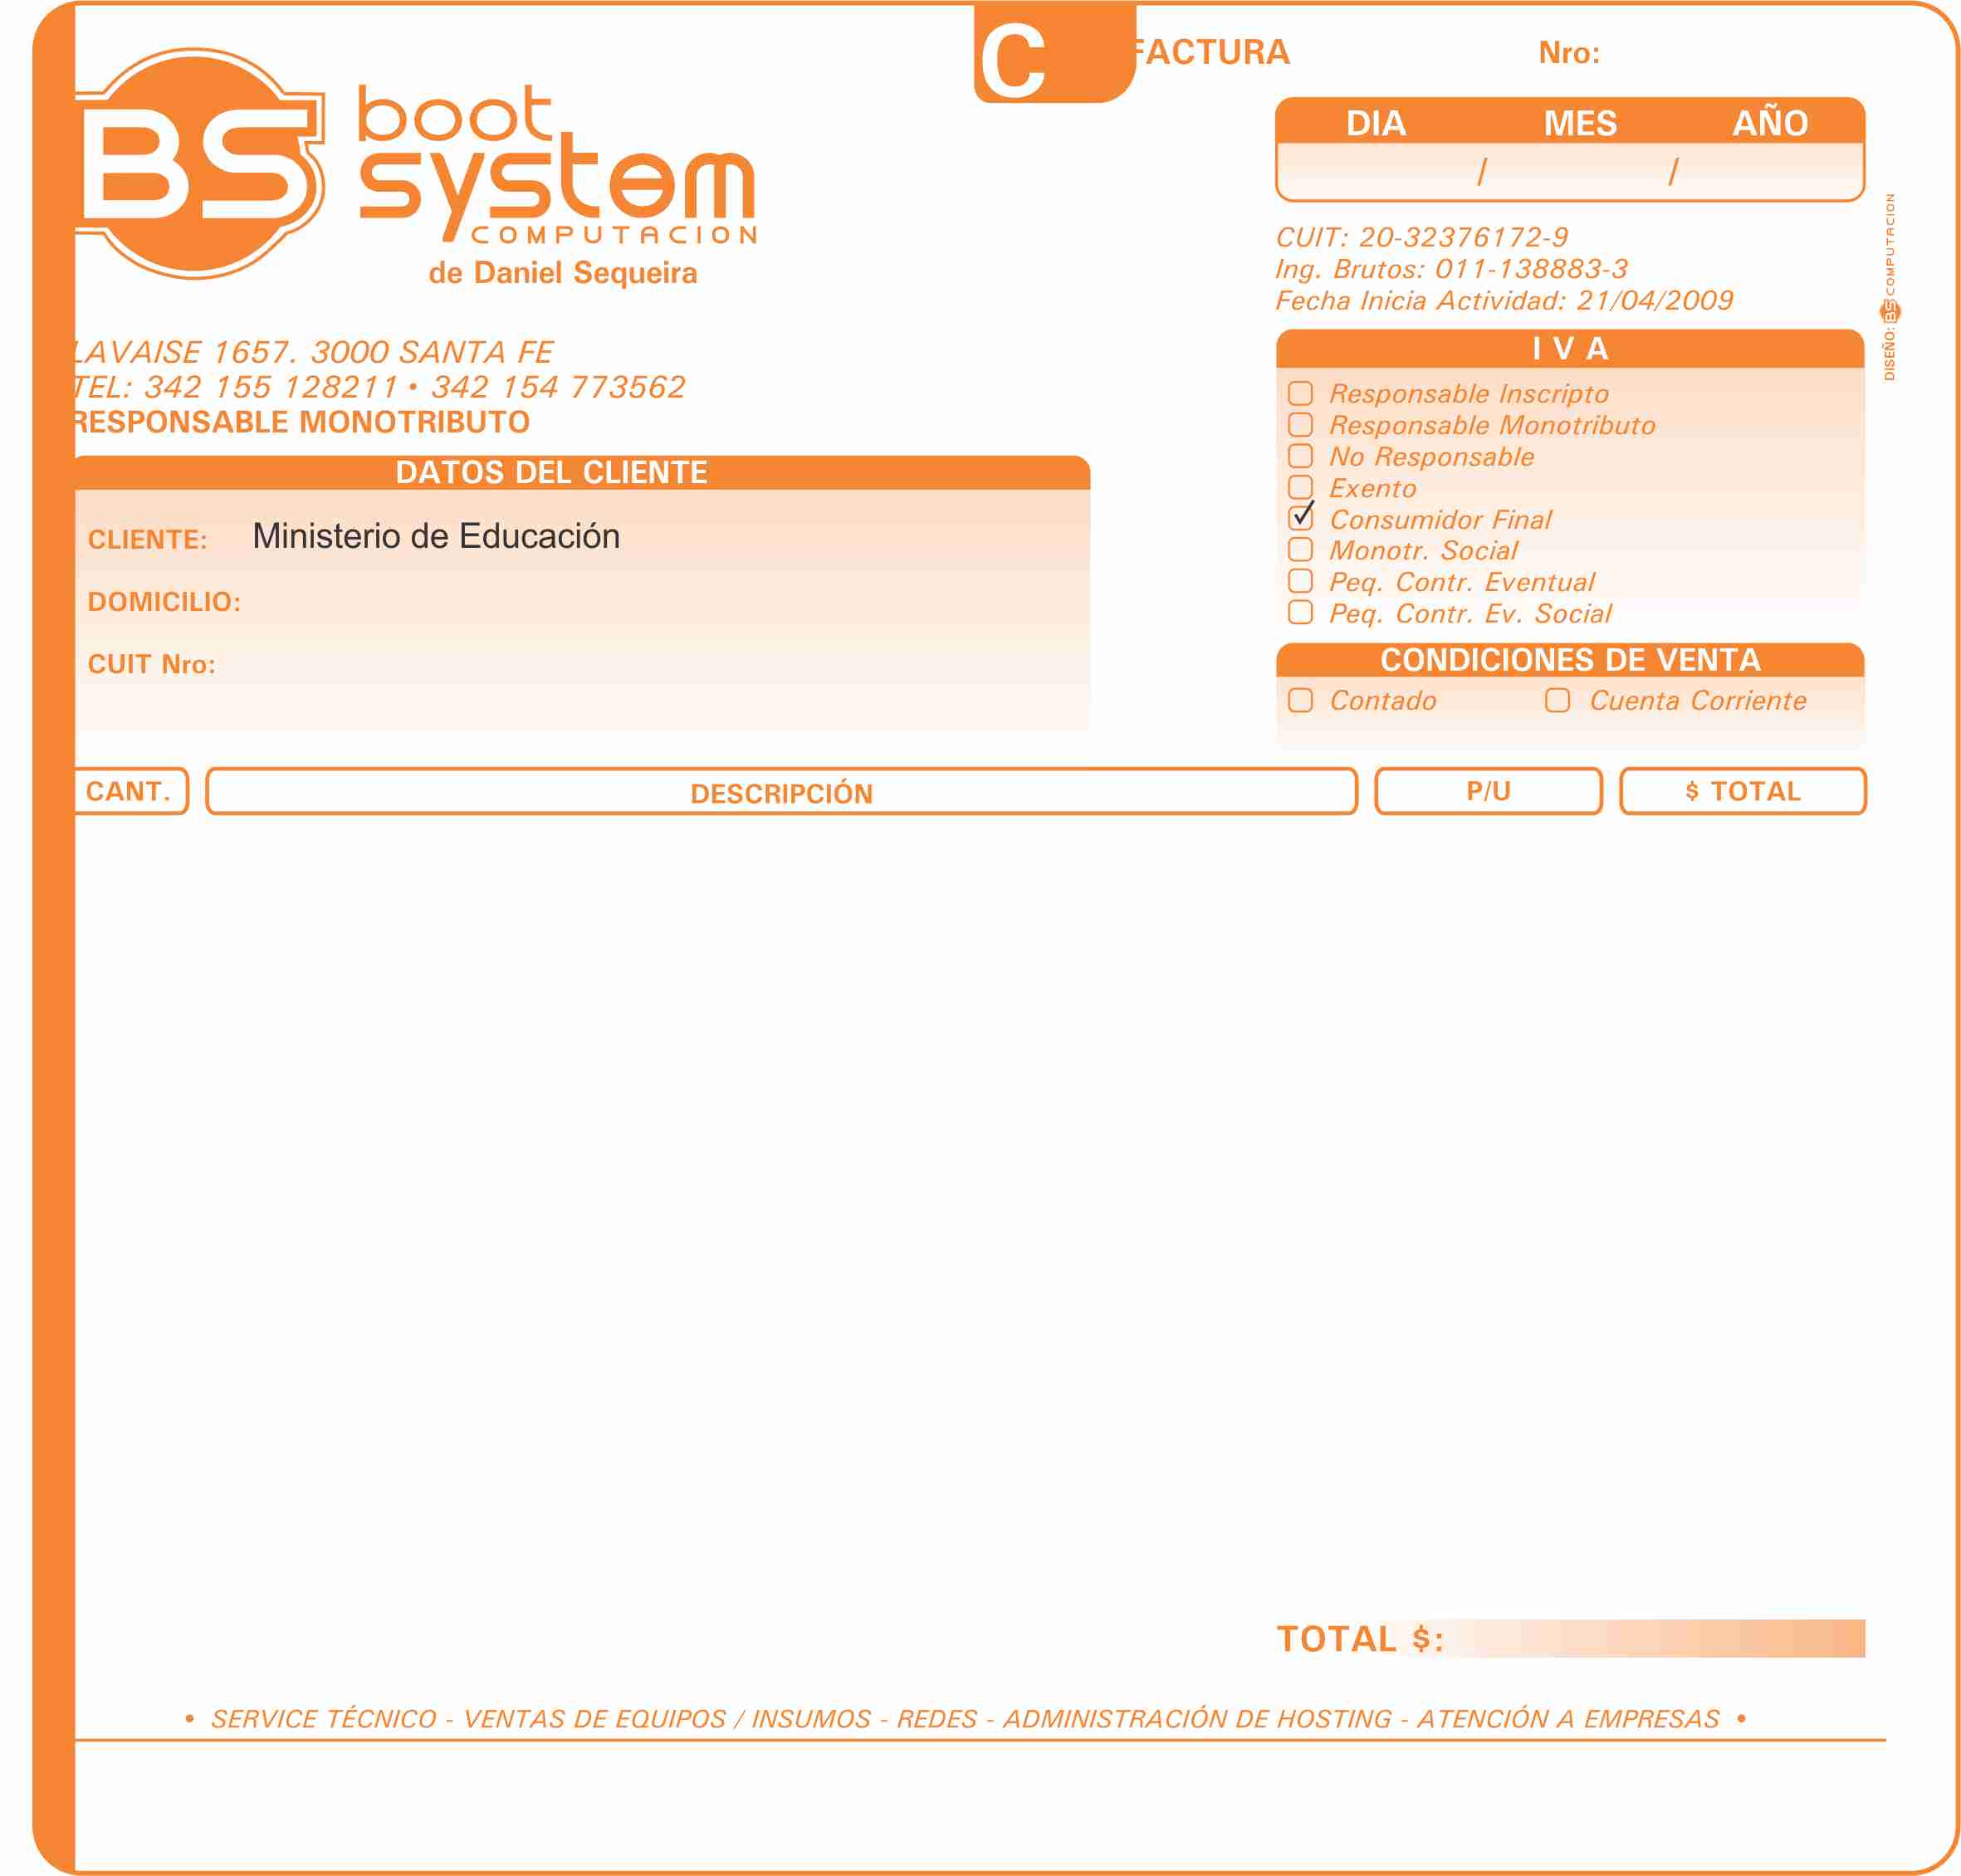 C
FACTURA
Nro:
BS
boot
system
COMPUTACION
de Daniel Sequeira
DIA MES AÑO
/ /
CUIT: 20-32376172-9
Ing. Brutos: 011-138883-3
Fecha Inicia Actividad: 21/04/2009
DISEÑO: BS COMPUTACION
LAVAISE 1657. 3000 SANTA FE
TEL: 342 155 128211 • 342 154 773562
RESPONSABLE MONOTRIBUTO
I V A
Responsable Inscripto
Responsable Monotributo
No Responsable
Exento
Consumidor Final
Monotr. Social
Peq. Contr. Eventual
Peq. Contr. Ev. Social
DATOS DEL CLIENTE
CLIENTE: Ministerio de Educación
DOMICILIO:
CUIT Nro:
CONDICIONES DE VENTA
Contado Cuenta Corriente
CANT. DESCRIPCIÓN P/U $ TOTAL
TOTAL $:
• SERVICE TÉCNICO - VENTAS DE EQUIPOS / INSUMOS - REDES - ADMINISTRACIÓN DE HOSTING - ATENCIÓN A EMPRESAS •